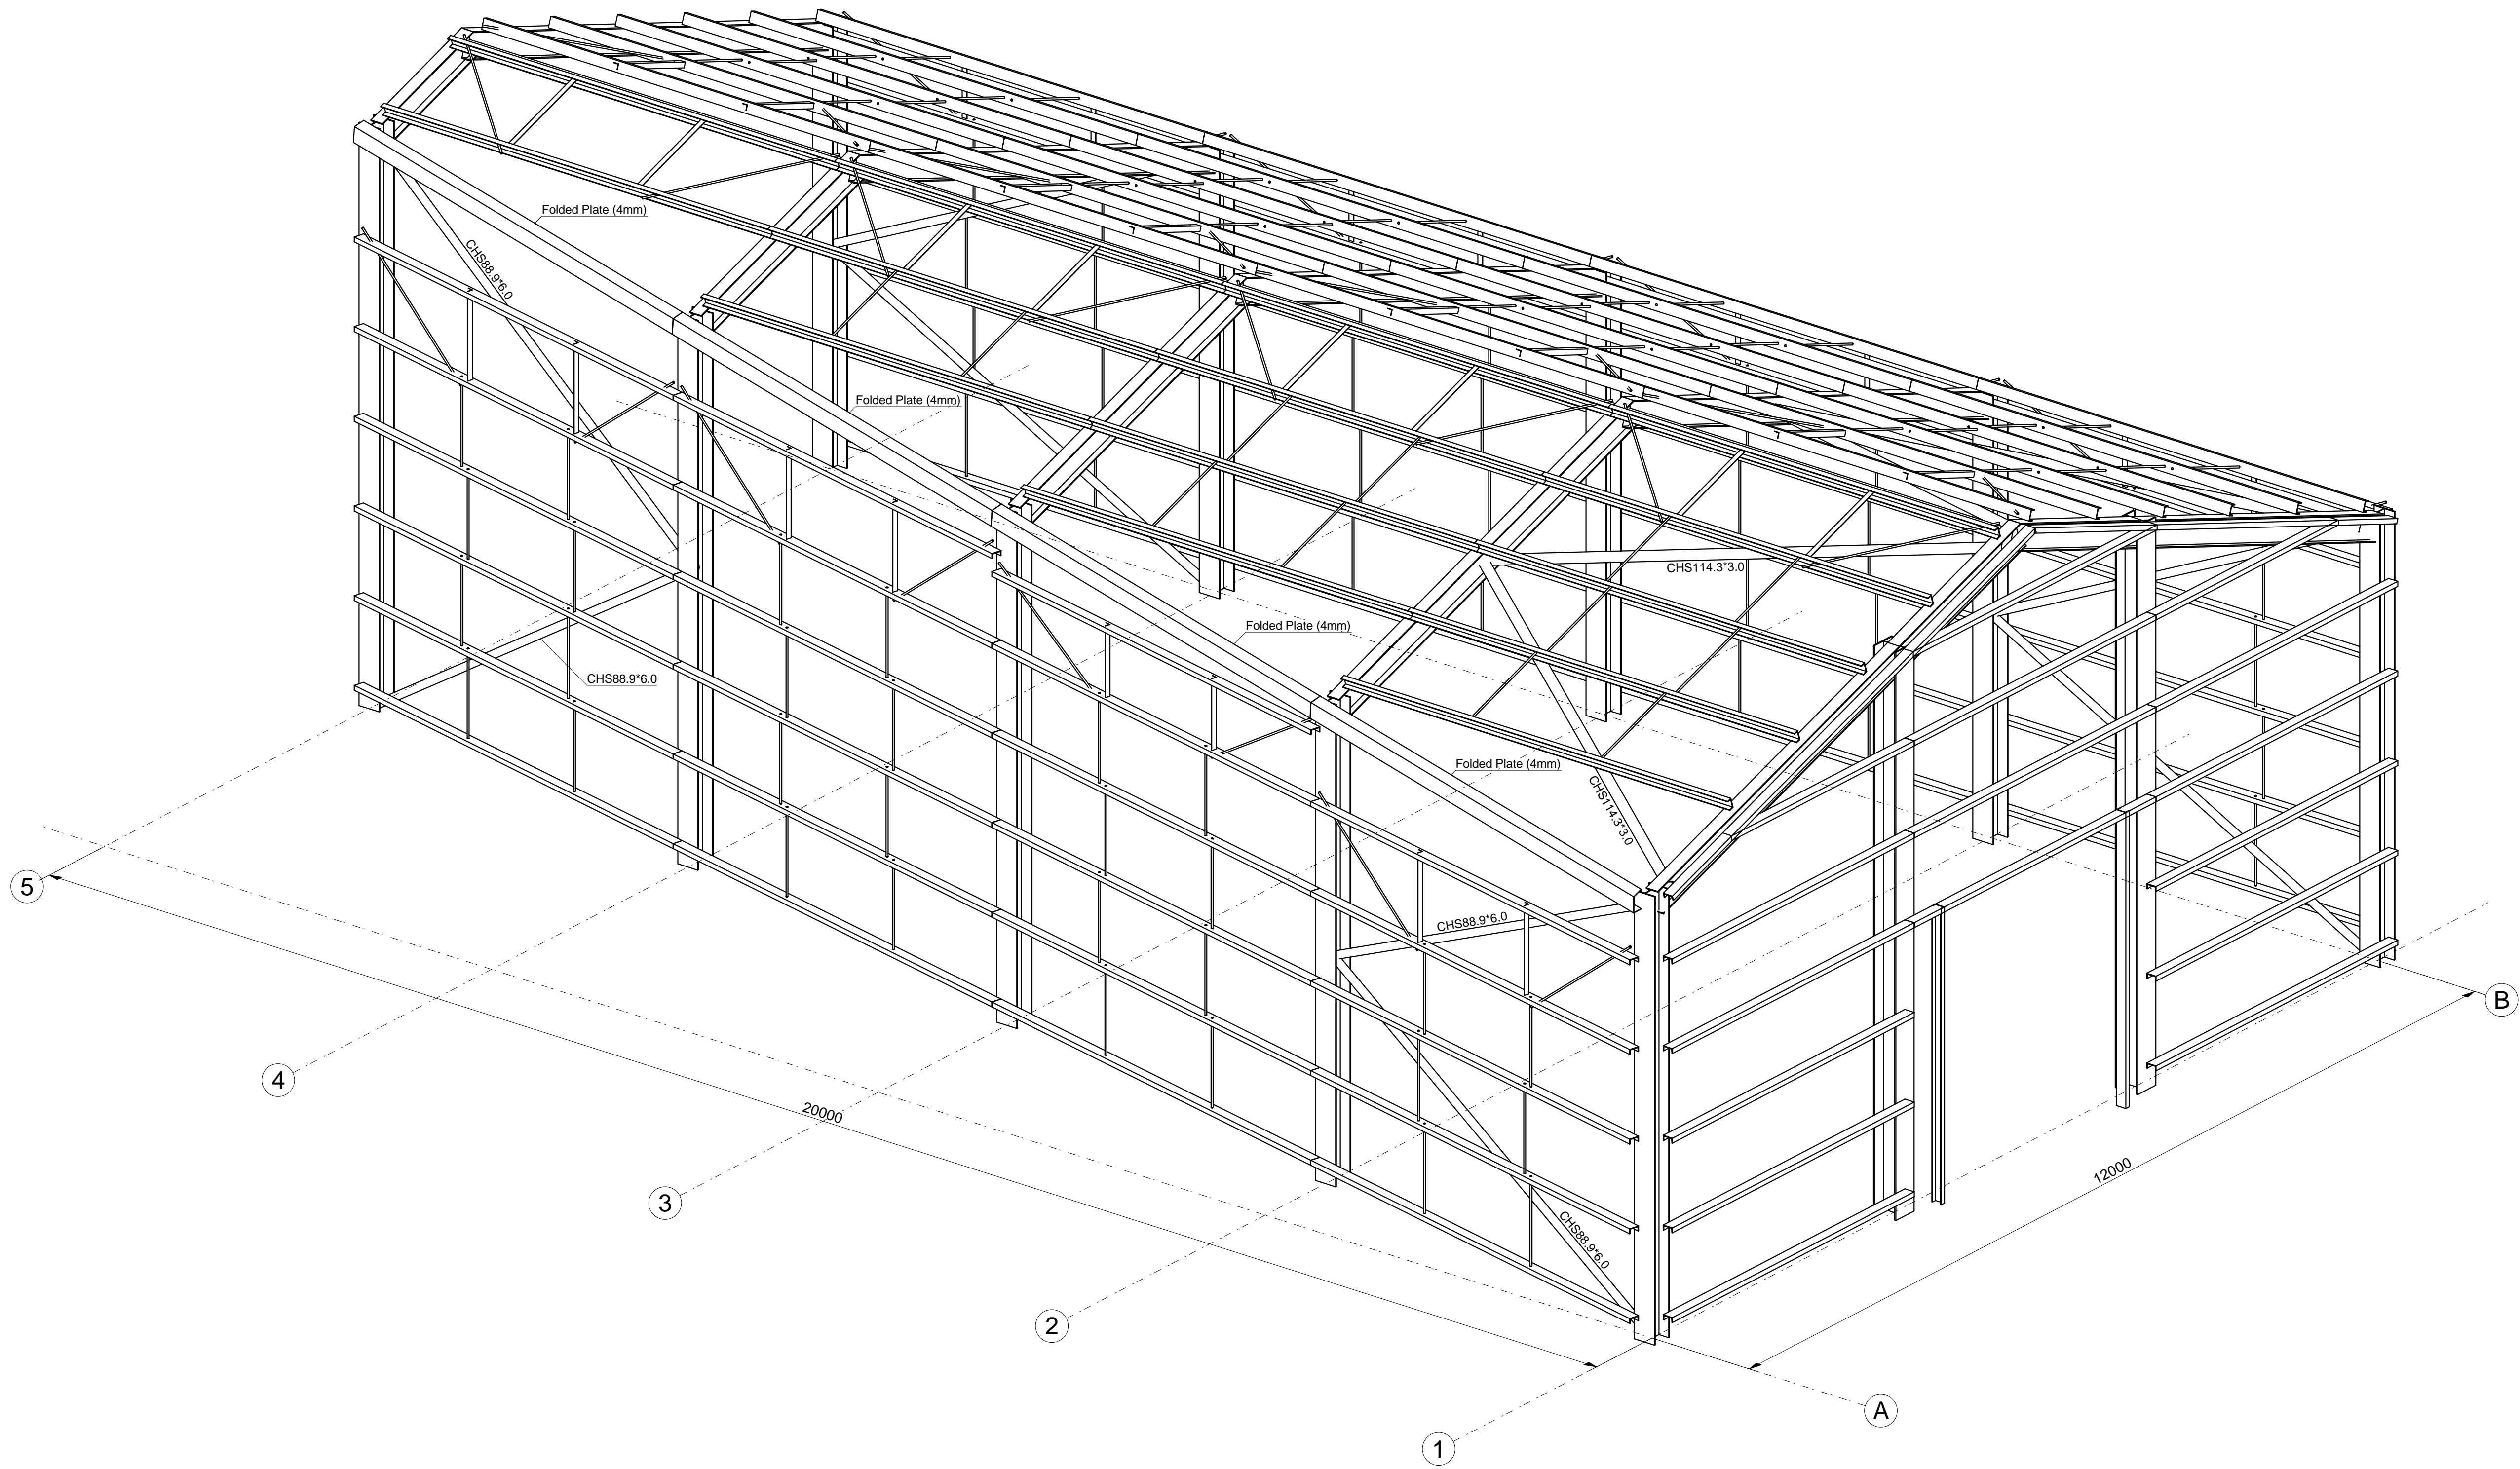 Folded Plate (4mm)
CHS88.9*6.0
Folded Plate (4mm)
CHS114.3*3.0
Folded Plate (4mm)
CHS88.9*6.0
Folded Plate (4mm)
CHS114.3*3.0
5
CHS88.9*6.0
B
4
20000
12000
3
CHS88.9*6.0
2
A
1